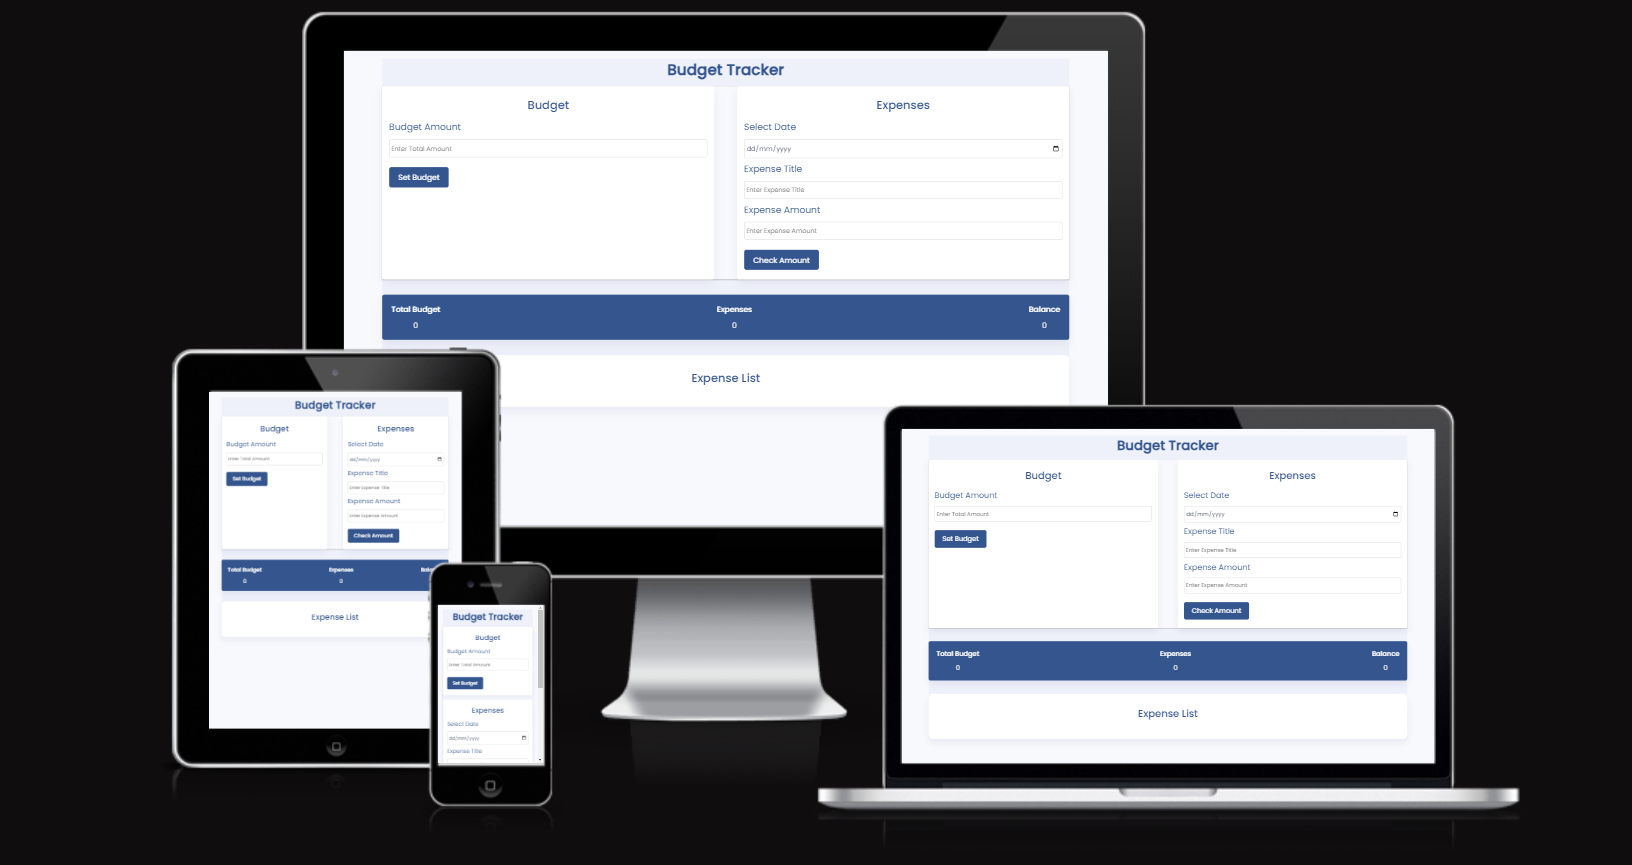 Budget Tracker
Budget
Budget Amount
Enter Total Amount
Set Budget
Expenses
Select Date
dd/mm/yyyy
Expense Title
Enter Expense Title
Expense Amount
Enter Expense Amount
Check Amount
Total Budget Expenses Balance
0 0 0
Expense List
Budget Tracker
Budget
Budget Amount
Enter Total Amount
Set Budget
Expenses
Select Date
dd/mm/yyyy
Expense Title
Enter Expense Title
Expense Amount
Enter Expense Amount
Check Amount
Total Budget Expenses
0 0
Expense List
Budget Tracker
Budget
Budget Amount
Enter Total Amount
Set Budget
Expenses
Select Date
dd/mm/yyyy
Expense Title
Budget Tracker
Budget
Budget Amount
Enter Total Amount
Set Budget
Expenses
Select Date
dd/mm/yyyy
Expense Title
Enter Expense Title
Expense Amount
Enter Expense Amount
Check Amount
Total Budget Expenses Balance
0 0 0
Expense List